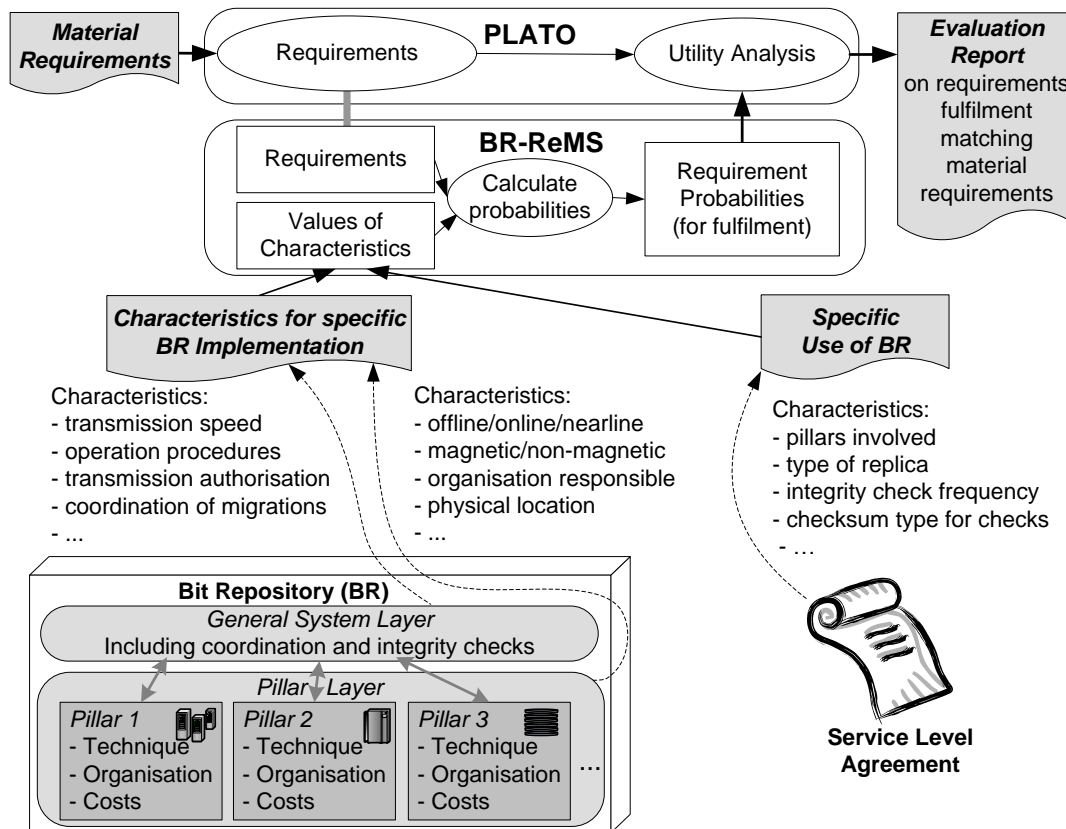 Material
Requirements
PLATO
Requirements
Utility Analysis
Evaluation
Report
on requirements
fulfilment
matching
material
requirements
BR-ReMS
Requirements
Calculate
probabilities
Values of
Characteristics
Requirement
Probabilities
(for fulfilment)
Characteristics for specific
BR Implementation
Specific
Use of BR
Characteristics:
- transmission speed
- operation procedures
- transmission authorisation
- coordination of migrations
- ...
Characteristics:
- offline/online/nearline
- magnetic/non-magnetic
- organisation responsible
- physical location
- ...
Characteristics:
- pillars involved
- type of replica
- integrity check frequency
- checksum type for checks
- ...
Bit Repository (BR)
General System Layer
Including coordination and integrity checks
Pillar Layer
Pillar 1
- Technique
- Organisation
- Costs
Pillar 2
- Technique
- Organisation
- Costs
Pillar 3
- Technique
- Organisation
- Costs
...
Service Level
Agreement